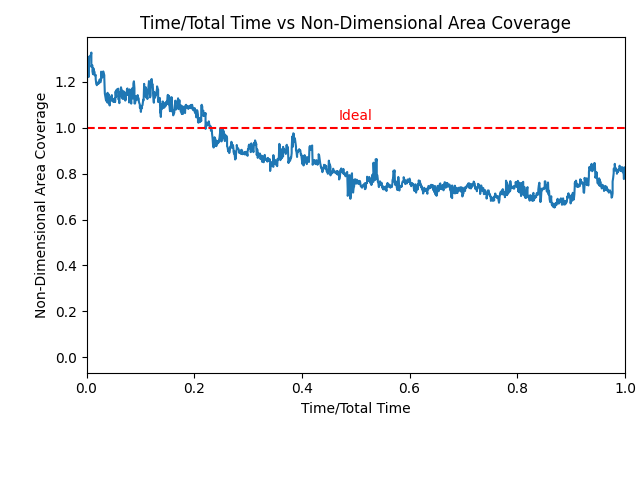 Time/Total Time vs Non-Dimensional Area Coverage
1.2
1.0
0.8
0.6
0.4
0.2
0.0
Non-Dimensional Area Coverage
Ideal
0.0 0.2 0.4 0.6 0.8 1.0
Time/Total Time